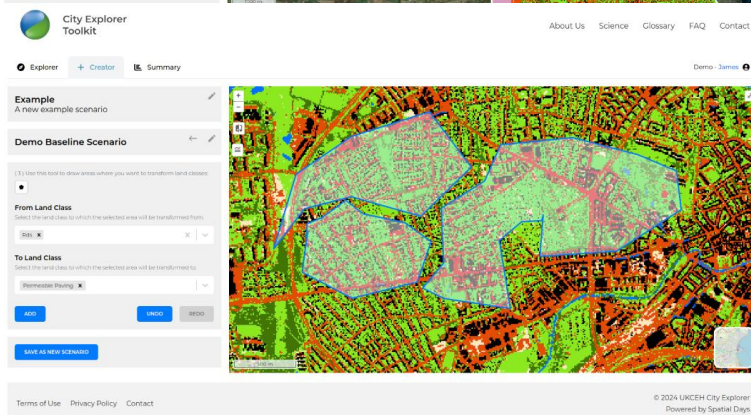 City Explorer
Toolkit
About Us Science Glossary FAQ Contact
Explorer + Creator Summary
Demo - James
Example
A new example scenario
Demo Baseline Scenario
( 3 ) Use this tool to draw areas where you want to transform land classes
From Land Class
Select the land class to which the selected area will be transformed from.
To Land Class
Select the land class to which the selected area will be transformed to.
Permeable Paving x
ADD UNDO REDO
SAVE AS NEW SCENARIO
Terms of Use Privacy Policy Contact
© 2024 UKCEH City Explorer
Powered by Spatial Days